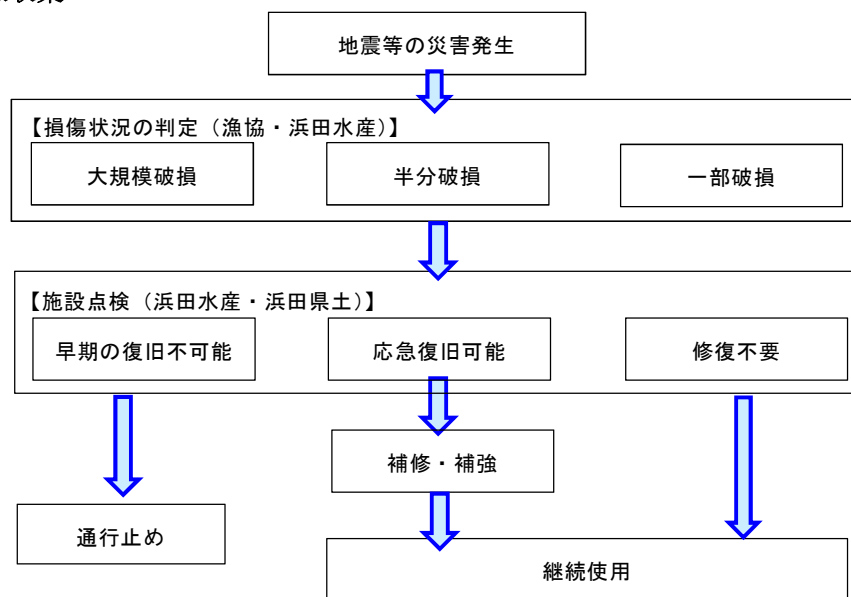 地震等の災害発生
【損傷状況の判定（漁協・浜田水産）】
大規模破損
半分破損
一部破損
【施設点検（浜田水産・浜田県土）】
早期の復旧不可能
応急復旧可能
修復不要
補修・補強
通行止め
継続使用